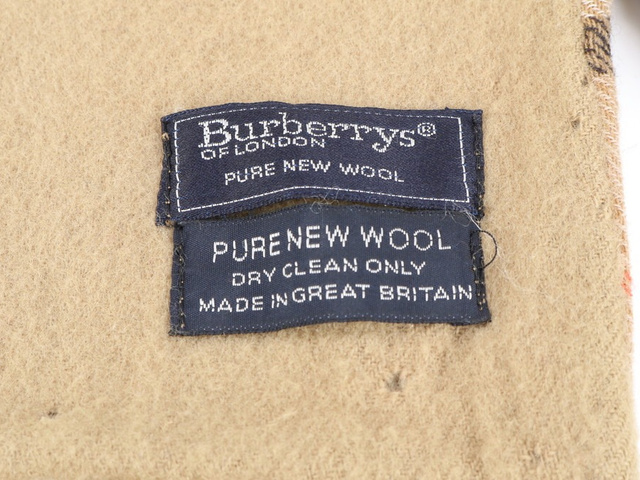 Burberrys®
OF LONDON
PURE NEW WOOL
PURE NEW WOOL
DRY CLEAN ONLY
MADE IN GREAT BRITAIN